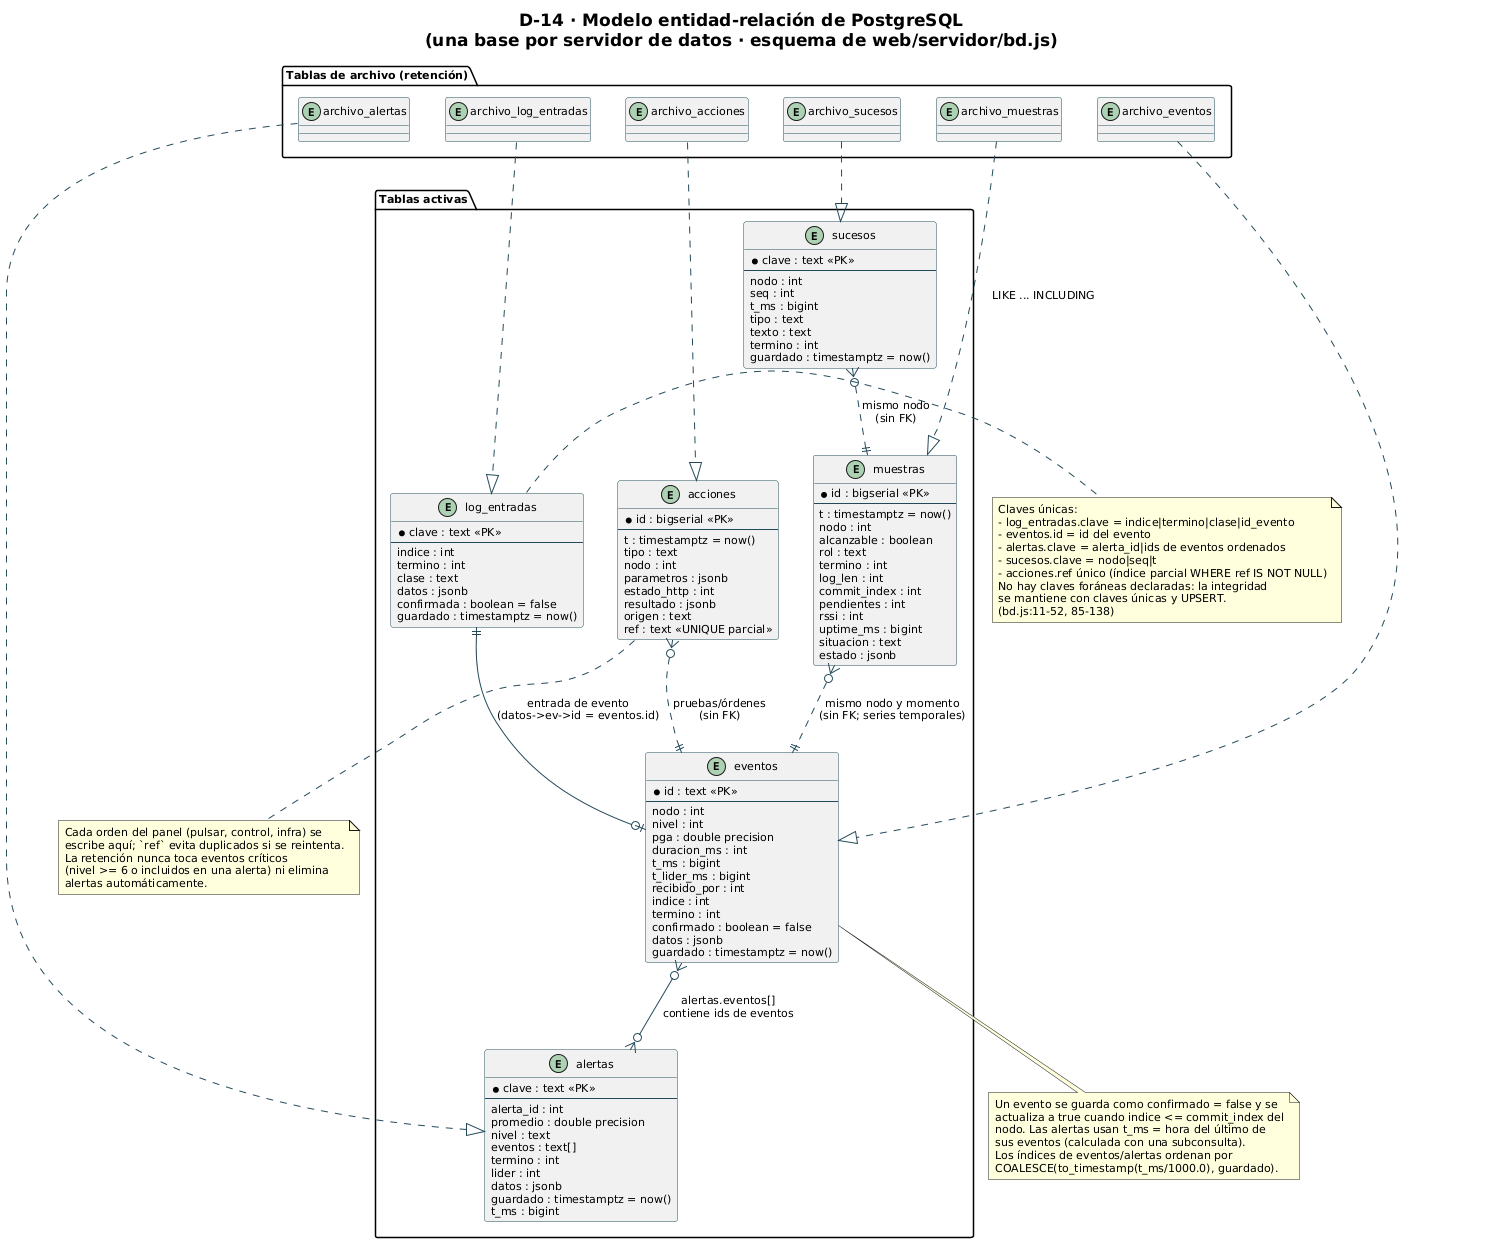 D-14 · Modelo entidad-relación de PostgreSQL
(una base por servidor de datos · esquema de web/servidor/bd.js)
Tablas de archivo (retención)
E archivo_alertas
E archivo_log_entradas
E archivo_acciones
E archivo_sucesos
E archivo_muestras
E archivo_eventos
Tablas activas
E sucesos
clave : text «PK»
nodo : int
seq : int
t_ms : bigint
tipo : text
texto : text
termino : int
guardado : timestamptz = now()
LIKE ... INCLUDING
mismo nodo
(sin FK)
E log_entradas
clave : text «PK»
indice : int
termino : int
clase : text
datos : jsonb
confirmada : boolean = false
guardado : timestamptz = now()
E acciones
id : bigserial «PK»
t : timestamptz = now()
tipo : text
nodo : int
parametros : jsonb
estado_http : int
resultado : jsonb
origen : text
ref : text «UNIQUE parcial»
E muestras
id : bigserial «PK»
t : timestamptz = now()
nodo : int
alcanzable : boolean
rol : text
termino : int
log_len : int
commit_index : int
pendientes : int
rssi : int
uptime_ms : bigint
situacion : text
estado : jsonb
Claves únicas:
- log_entradas.clave = indice|termino|clase|id_evento
- eventos.id = id del evento
- alertas.clave = alerta_id|ids de eventos ordenados
- sucesos.clave = nodo|seq|t
- acciones.ref único (índice parcial WHERE ref IS NOT NULL)
No hay claves foráneas declaradas: la integridad
se mantiene con claves únicas y UPSERT.
(bd.js:11-52, 85-138)
entrada de evento
(datos->ev->id = eventos.id)
pruebas/órdenes
(sin FK)
mismo nodo y momento
(sin FK; series temporales)
E eventos
id : text «PK»
nodo : int
nivel : int
pga : double precision
duracion_ms : int
t_ms : bigint
t_lider_ms : bigint
recibido_por : int
indice : int
termino : int
confirmado : boolean = false
datos : jsonb
guardado : timestamptz = now()
Cada orden del panel (pulsar, control, infra) se
escribe aquí; `ref` evita duplicados si se reintenta.
La retención nunca toca eventos críticos
(nivel >= 6 o incluidos en una alerta) ni elimina
alertas automáticamente.
alertas.eventos[]
contiene ids de eventos
E alertas
clave : text «PK»
alerta_id : int
promedio : double precision
nivel : text
eventos : text[]
termino : int
lider : int
datos : jsonb
guardado : timestamptz = now()
t_ms : bigint
Un evento se guarda como confirmado = false y se
actualiza a true cuando indice <= commit_index del
nodo. Las alertas usan t_ms = hora del último de
sus eventos (calculada con una subconsulta).
Los índices de eventos/alertas ordenan por
COALESCE(to_timestamp(t_ms/1000.0), guardado).